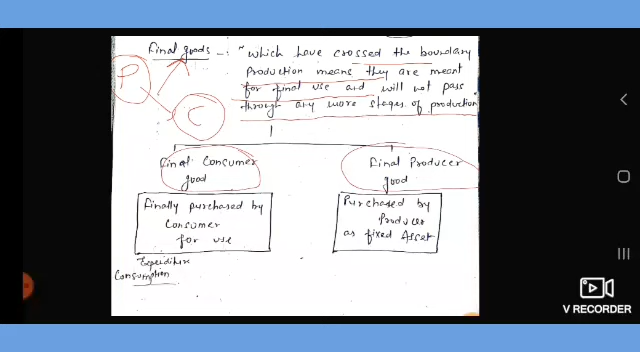 Final goods :- "which have crossed the boundary
Production means they are meant
for final use and will not pass
through any more stages of production
P
C
Final Consumer
good
Final Producer
good
Finally purchased by
Consumer
for use
Purchased by
Producer
as fixed Asset
Expenditure
Consumption
V RECORDER